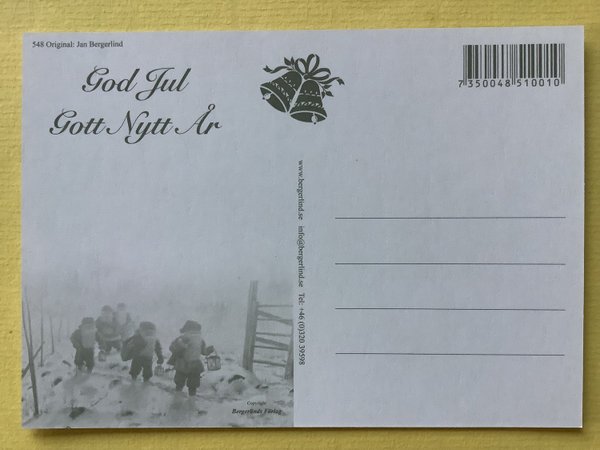 548 Original: Jan Bergerlind
God Jul
Gott Nytt År
7 350048 510010
www.bergerlind.se info@bergerlind.se Tel: +46 (0)320 39598
Copyright
Bergerlinds Förlag